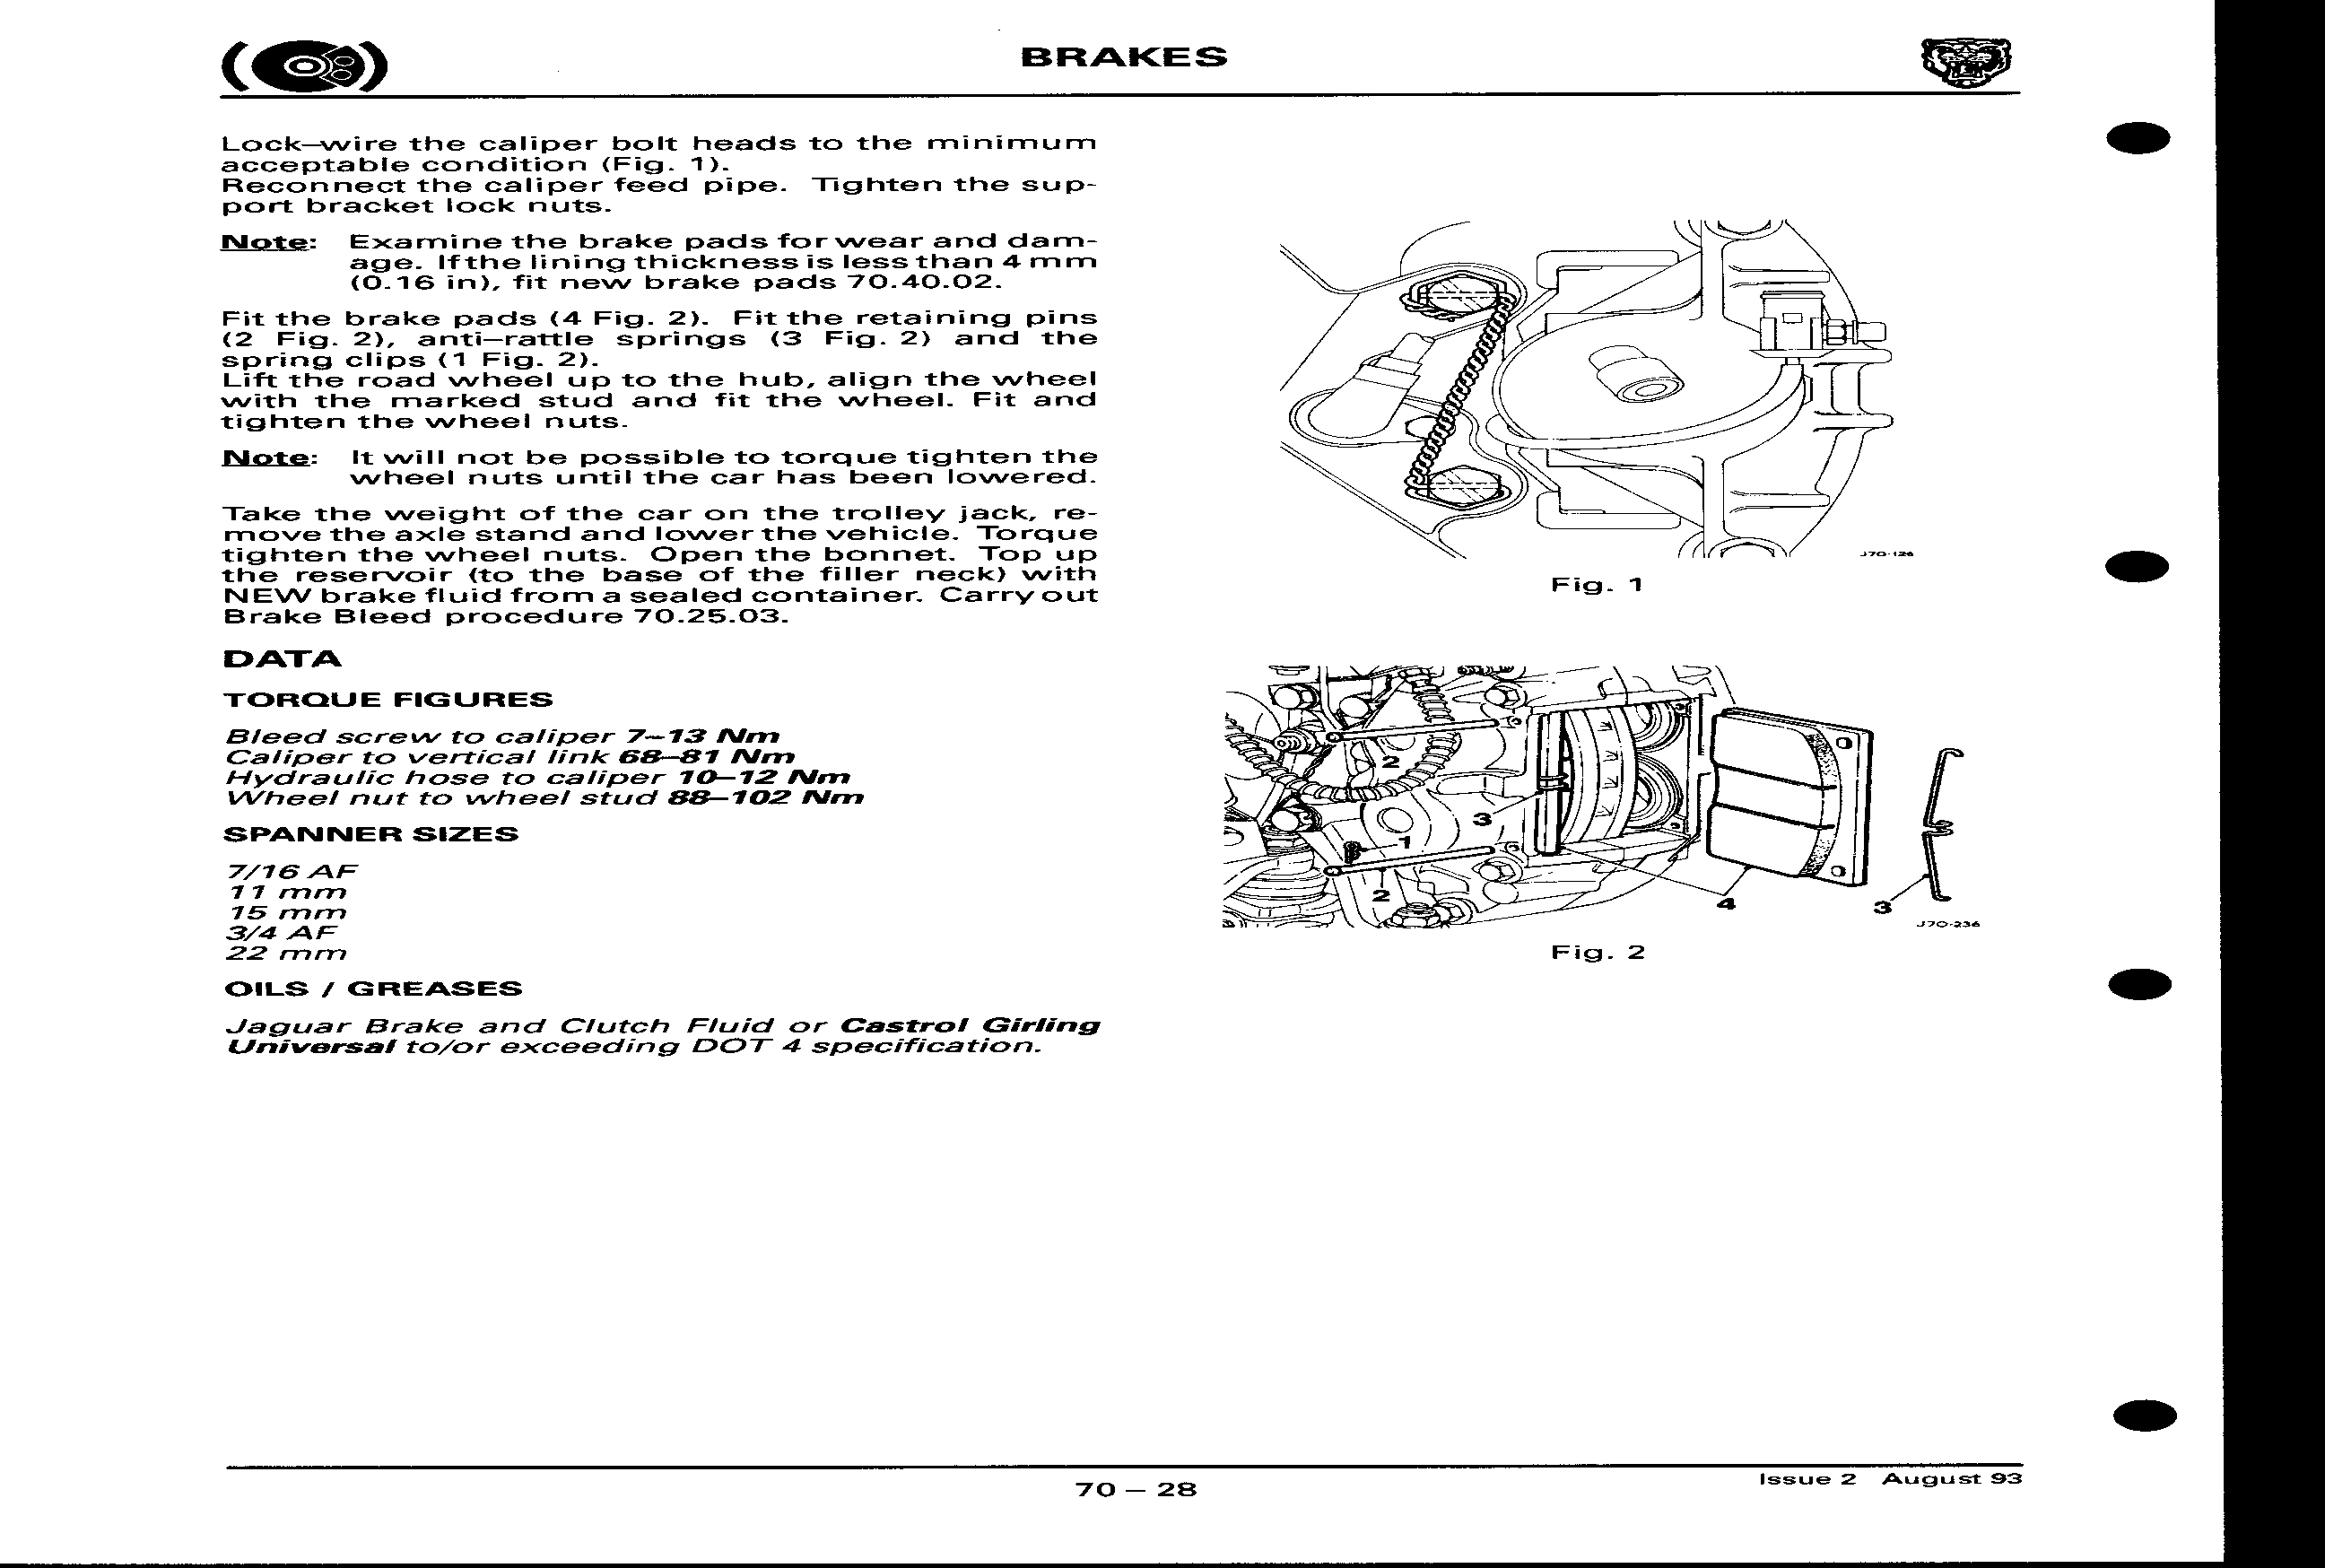 BRAKES
Lock–wire the caliper bolt heads to the minimum
acceptable condition (Fig. 1).
Reconnect the caliper feed pipe. Tighten the sup-
port bracket lock nuts.
Note: Examine the brake pads for wear and dam-
age. If the lining thickness is less than 4 mm
(0.16 in), fit new brake pads 70.40.02.
Fit the brake pads (4 Fig. 2). Fit the retaining pins
(2 Fig. 2), anti–rattle springs (3 Fig. 2) and the
spring clips (1 Fig. 2).
Lift the road wheel up to the hub, align the wheel
with the marked stud and fit the wheel. Fit and
tighten the wheel nuts.
Note: It will not be possible to torque tighten the
wheel nuts until the car has been lowered.
Take the weight of the car on the trolley jack, re-
move the axle stand and lower the vehicle. Torque
tighten the wheel nuts. Open the bonnet. Top up
the reservoir (to the base of the filler neck) with
NEW brake fluid from a sealed container. Carry out
Brake Bleed procedure 70.25.03.
DATA
TORQUE FIGURES
Bleed screw to caliper 7–13 Nm
Caliper to vertical link 68–81 Nm
Hydraulic hose to caliper 10–12 Nm
Wheel nut to wheel stud 88–102 Nm
SPANNER SIZES
7/16 AF
11 mm
15 mm
3/4 AF
22 mm
OILS / GREASES
Jaguar Brake and Clutch Fluid or Castrol Girling
Universal to/or exceeding DOT 4 specification.
J70-126
Fig. 1
2
3
1
2
4
3
J70-236
Fig. 2
70 – 28
Issue 2 August 93